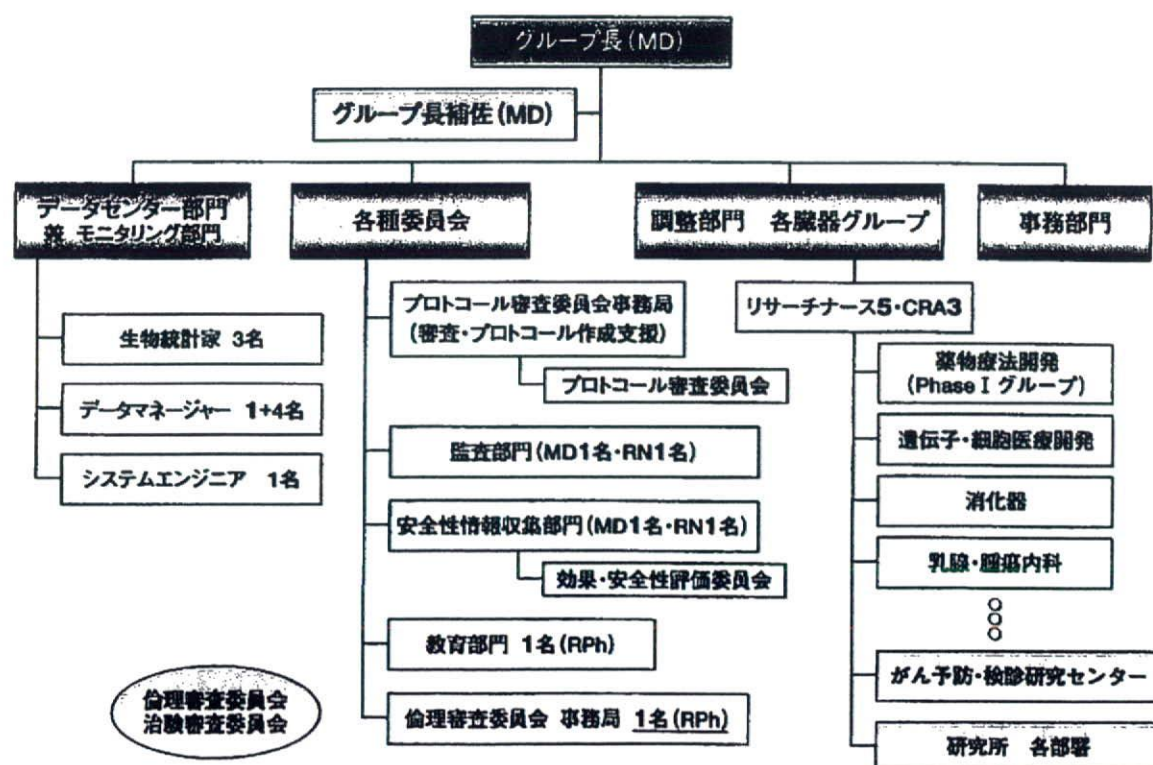 グループ長(MD)
グループ長補佐(MD)
データセンター部門
兼 モニタリング部門
各種委員会
調整部門 各臓器グループ
事務部門
生物統計家 3名
データマネージャー 1+4名
システムエンジニア 1名
プロトコール審査委員会事務局
(審査・プロトコール作成支援)
プロトコール審査委員会
監査部門(MD1名・RN1名)
安全性情報収集部門(MD1名・RN1名)
効果・安全性評価委員会
教育部門 1名(RPh)
倫理審査委員会 事務局 1名(RPh)
リサーチナース5・CRA3
薬物療法開発
(Phase I グループ)
遺伝子・細胞医療開発
消化器
乳腺・腫瘍内科
がん予防・検診研究センター
研究所 各部署
倫理審査委員会
治験審査委員会